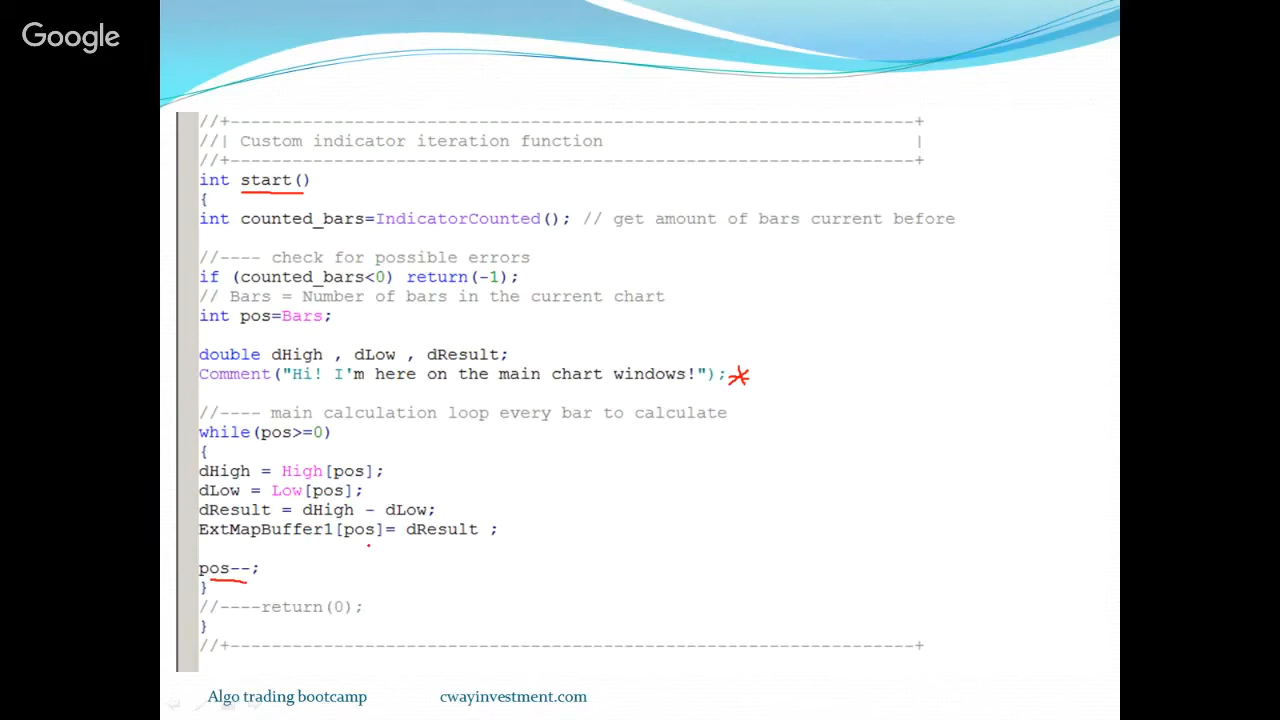 Google
//+------------------------------------------------------------------+
//| Custom indicator iteration function |
//+------------------------------------------------------------------+
int start()
{
int counted_bars=IndicatorCounted(); // get amount of bars current before
//---- check for possible errors
if (counted_bars<0) return(-1);
// Bars = Number of bars in the current chart
int pos=Bars;
double dHigh , dLow , dResult;
Comment("Hi! I'm here on the main chart windows!");
//---- main calculation loop every bar to calculate
while(pos>=0)
{
dHigh = High[pos];
dLow = Low[pos];
dResult = dHigh - dLow;
ExtMapBuffer1[pos]= dResult ;
pos--;
}
//----return(0);
}
//+------------------------------------------------------------------+
Algo trading bootcamp cwayinvestment.com